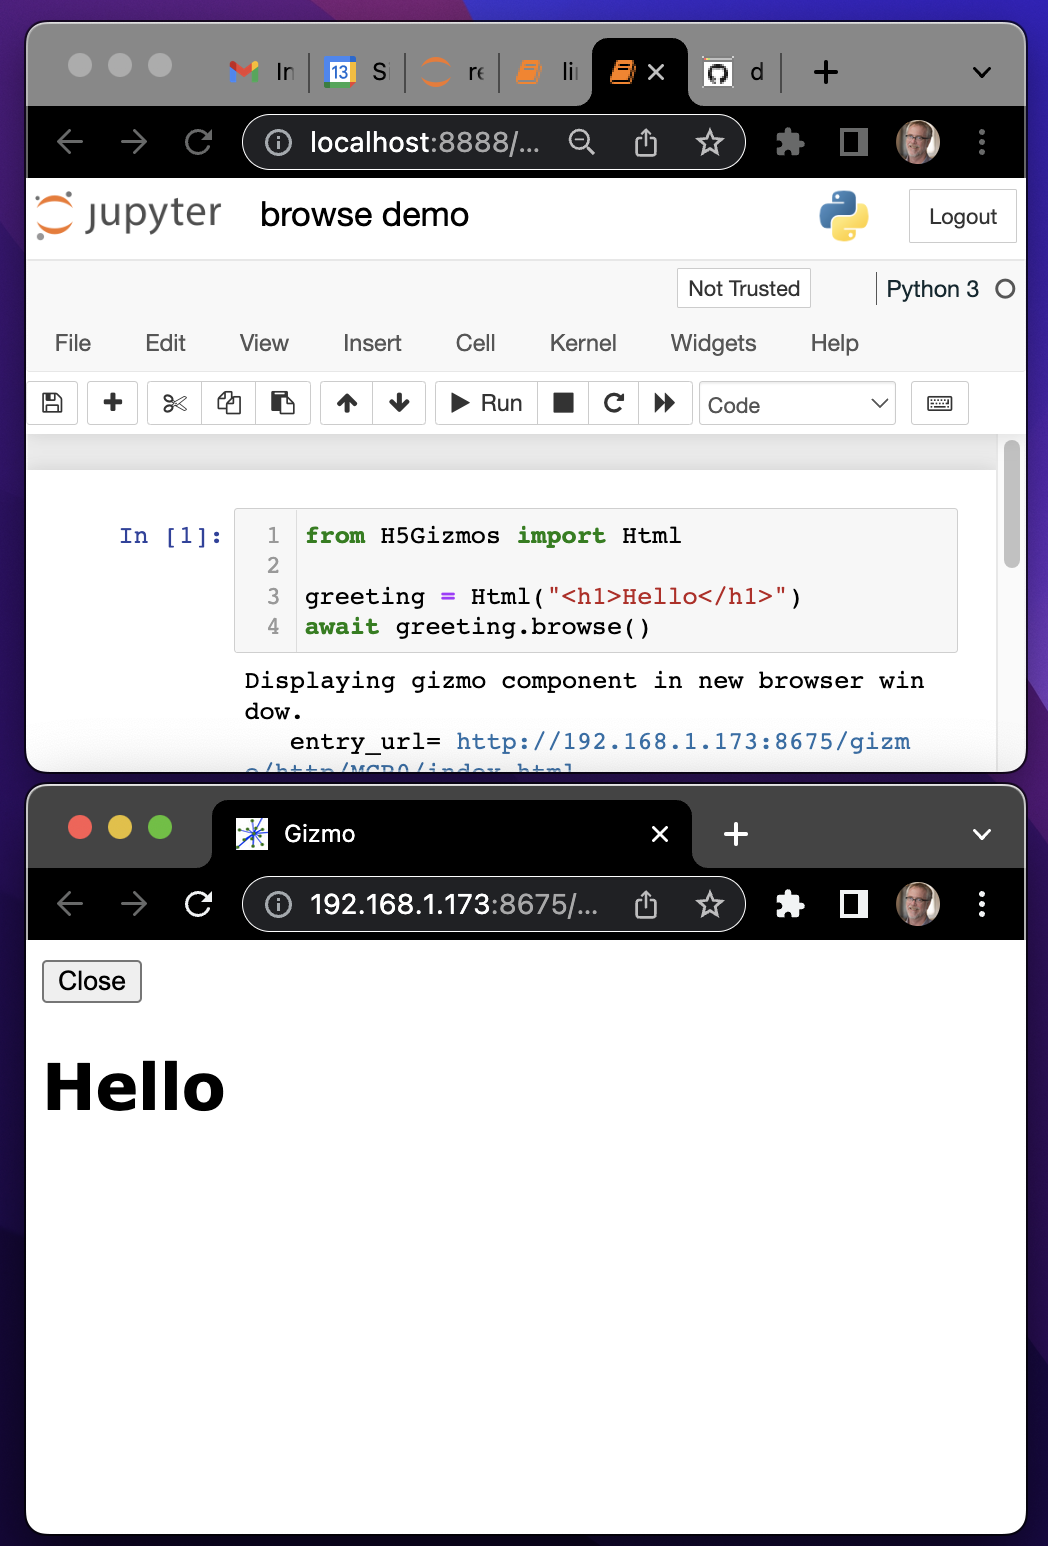 In
13
S
re
li
d
localhost:8888/...
jupyter browse demo
Logout
Not Trusted
Python 3
File Edit View Insert Cell Kernel Widgets Help
Run
Code
In [1]:
1 from H5Gizmos import Html
2
3 greeting = Html("<h1>Hello</h1>")
4 await greeting.browse()
Displaying gizmo component in new browser win
dow.
entry_url= http://192.168.1.173:8675/gizm
Gizmo
192.168.1.173:8675/...
Close
Hello